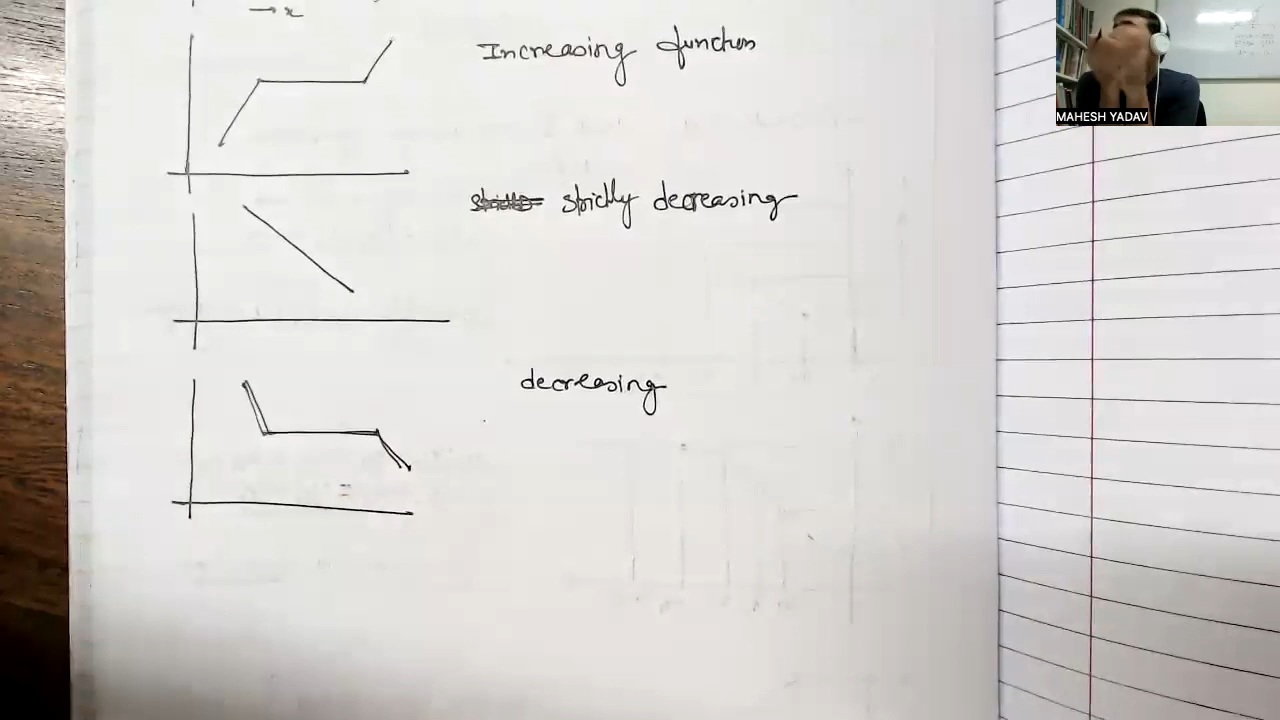 → x
Increasing function
strictly decreasing
decreasing
MAHESH YADAV